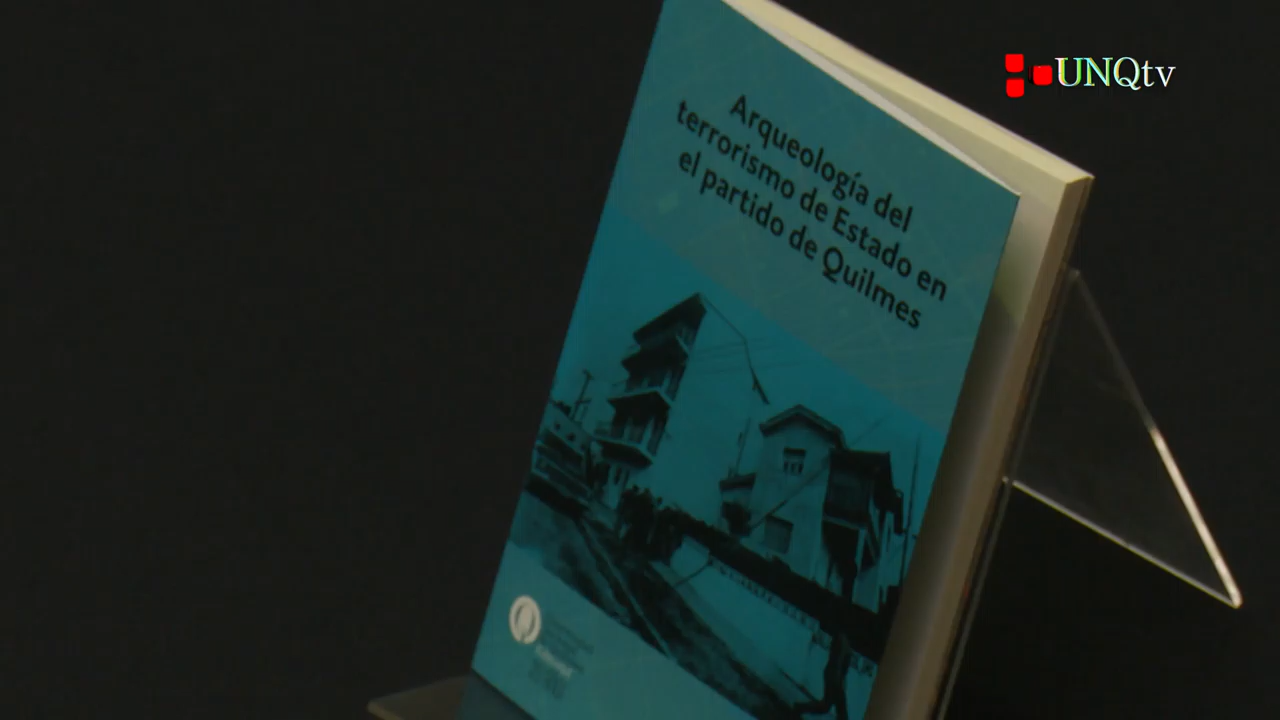 UNQtv
Arqueología del
terrorismo de Estado en
el partido de Quilmes